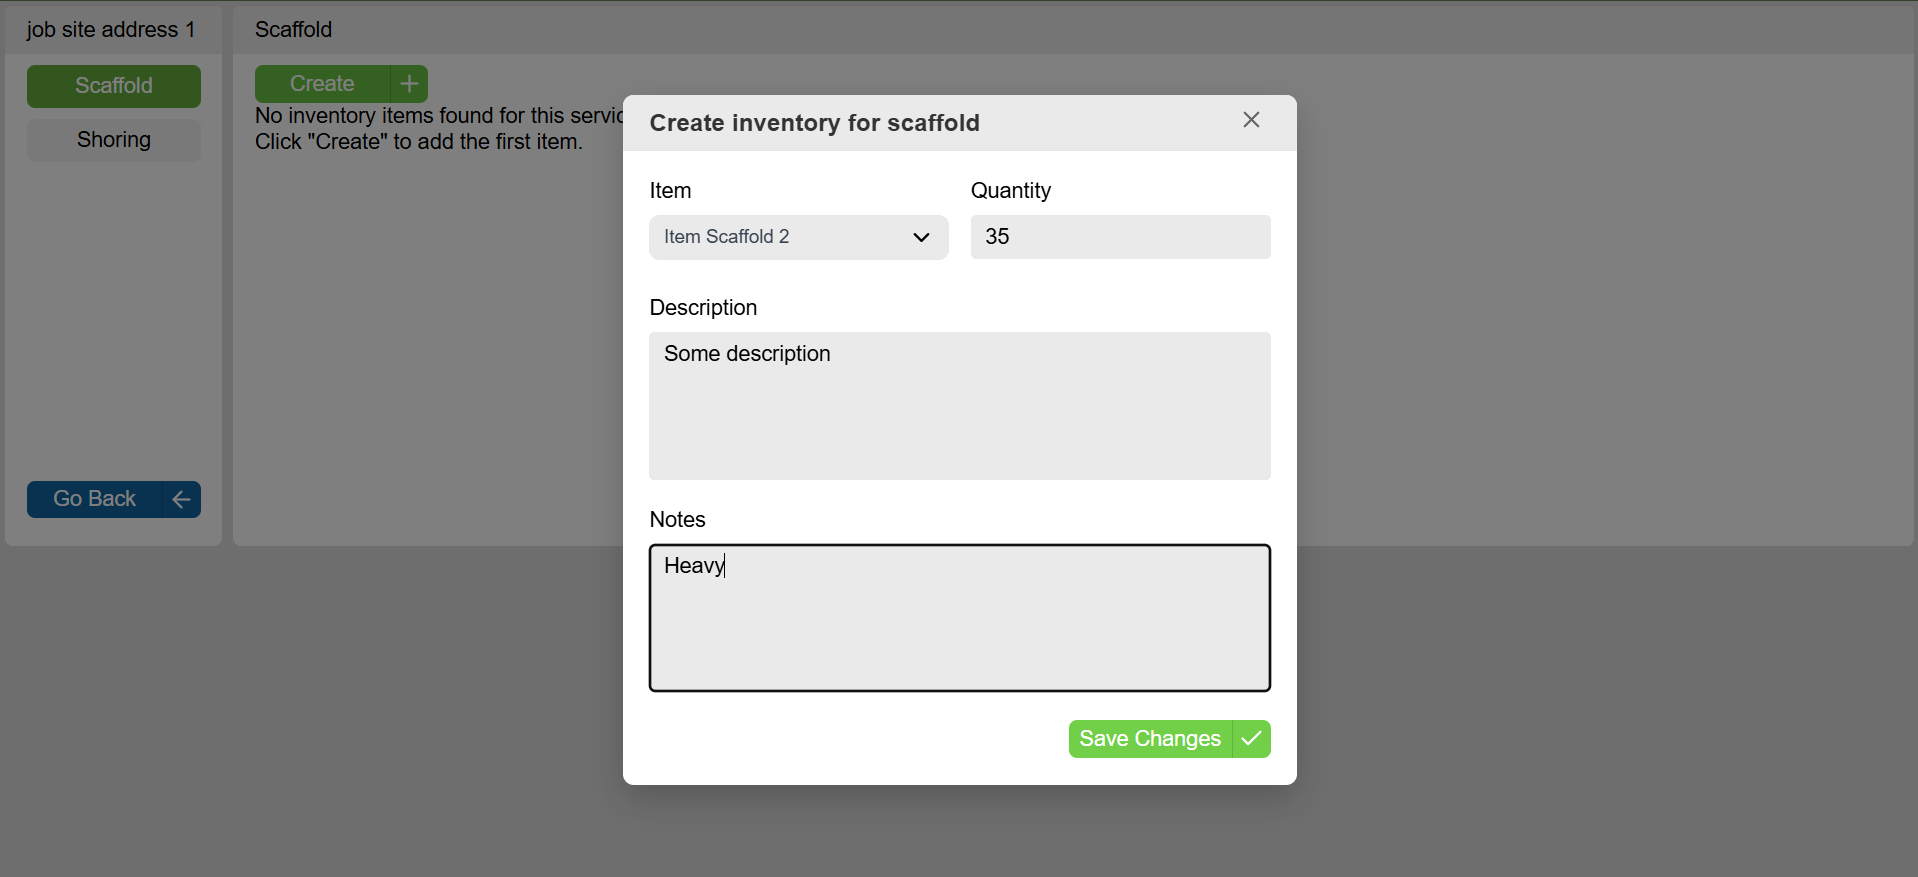 job site address 1
Scaffold
Shoring
Go Back
Scaffold
Create
No inventory items found for this servic
Click "Create" to add the first item.
Create inventory for scaffold
Item
Quantity
Item Scaffold 2
35
Description
Some description
Notes
Heavy
Save Changes